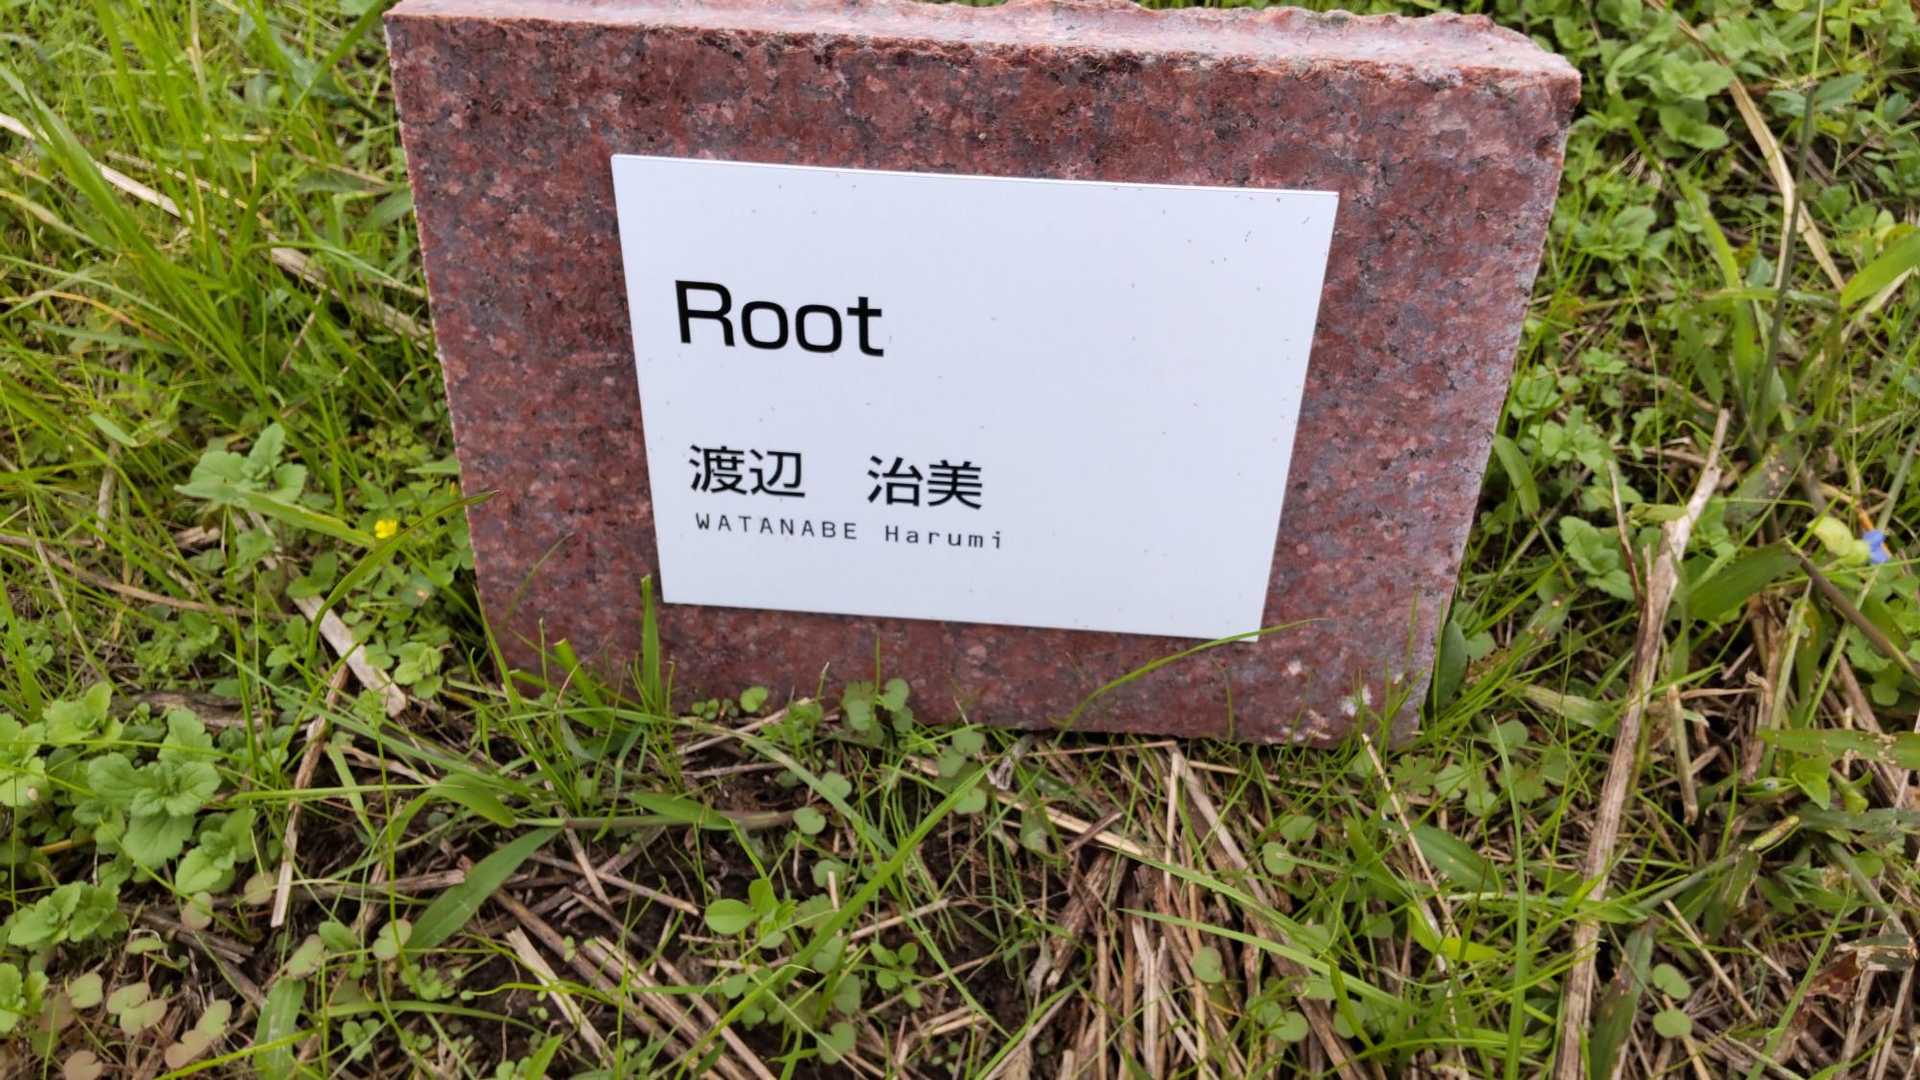 Root
渡辺　治美
WATANABE Harumi